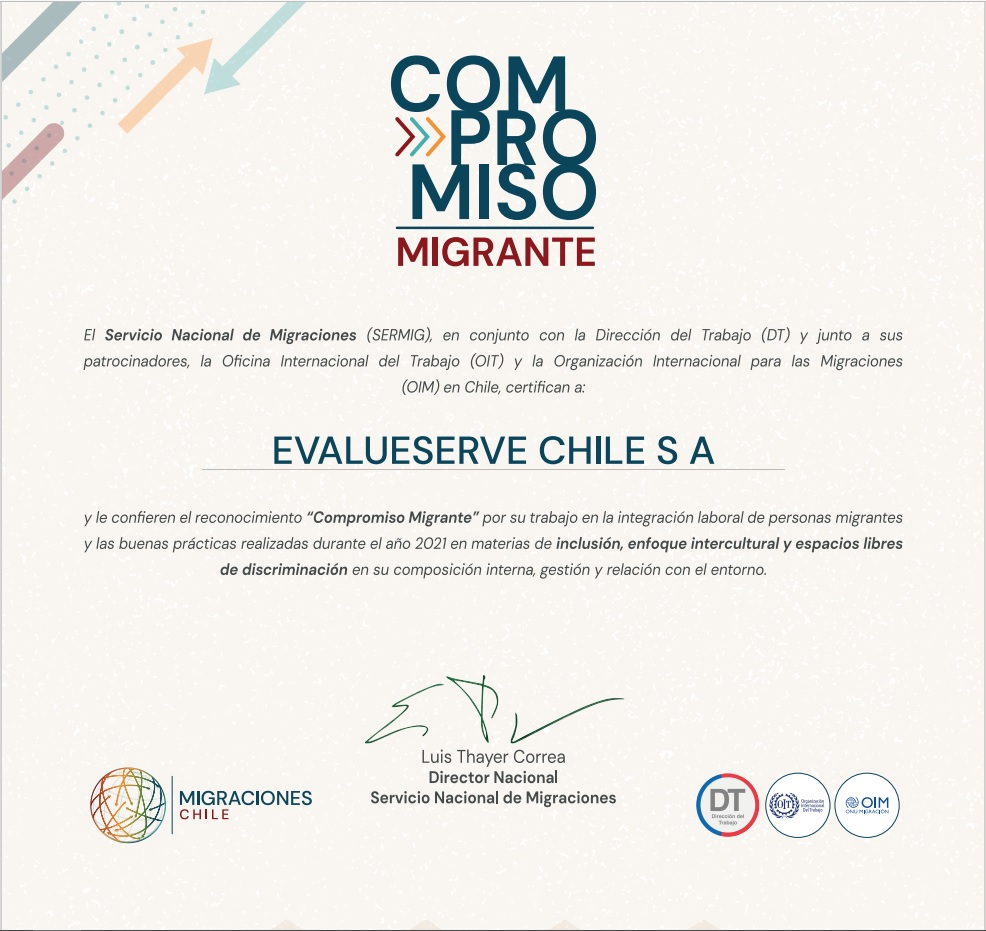 COM
PRO
MISO
MIGRANTE
El Servicio Nacional de Migraciones (SERMIG), en conjunto con la Dirección del Trabajo (DT) y junto a sus
patrocinadores, la Oficina Internacional del Trabajo (OIT) y la Organización Internacional para las Migraciones
(OIM) en Chile, certifican a:
EVALUESERVE CHILE S A
y le confieren el reconocimiento “Compromiso Migrante” por su trabajo en la integración laboral de personas migrantes
y las buenas prácticas realizadas durante el año 2021 en materias de inclusión, enfoque intercultural y espacios libres
de discriminación en su composición interna, gestión y relación con el entorno.
Luis Thayer Correa
Director Nacional
Servicio Nacional de Migraciones
MIGRACIONES
CHILE
DT
Dirección del
Trabajo
OIT
Organización
Internacional
Del Trabajo
OIM
ONU MIGRACIÓN